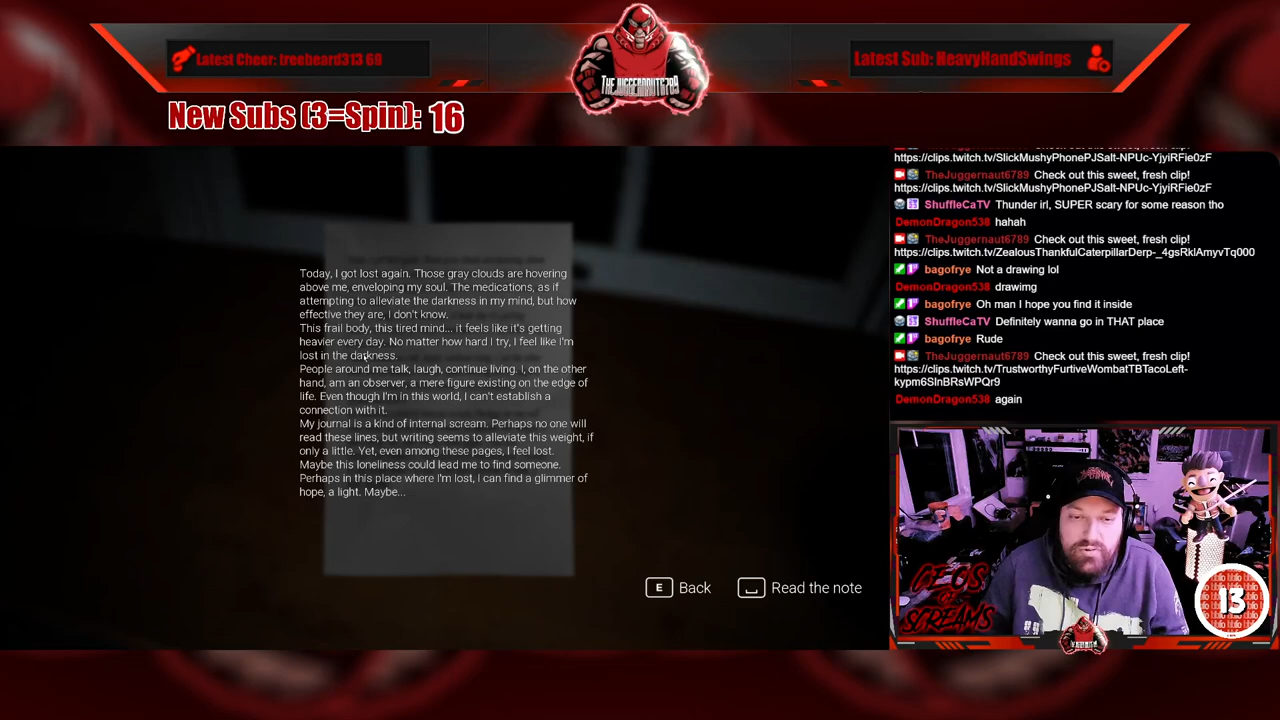 Latest Cheer: treebeard313 69
THEJUGGERNAUT6789
Latest Sub: HeavyHandSwings
New Subs (3=Spin): 16
Today, I got lost again. Those gray clouds are hovering
above me, enveloping my soul. The medications, as if
attempting to alleviate the darkness in my mind, but how
effective they are, I don't know.
This frail body, this tired mind... it feels like it's getting
heavier every day. No matter how hard I try, I feel like I'm
lost in the darkness.
People around me talk, laugh, continue living. I, on the other
hand, am an observer, a mere figure existing on the edge of
life. Even though I'm in this world, I can't establish a
connection with it.
My journal is a kind of internal scream. Perhaps no one will
read these lines, but writing seems to alleviate this weight, if
only a little. Yet, even among these pages, I feel lost.
Maybe this loneliness could lead me to find someone.
Perhaps in this place where I'm lost, I can find a glimmer of
hope, a light. Maybe...
E Back
Read the note
https://clips.twitch.tv/SlickMushyPhonePJSalt-NPUc-YjyiRFie0zF
TheJuggernaut6789 Check out this sweet, fresh clip!
https://clips.twitch.tv/SlickMushyPhonePJSalt-NPUc-YjyiRFie0zF
ShuffleCaTV Thunder irl, SUPER scary for some reason tho
DemonDragon538 hahah
TheJuggernaut6789 Check out this sweet, fresh clip!
https://clips.twitch.tv/ZealousThankfulCaterpillarDerp-_4gsRklAmyvTq000
bagofrye Not a drawing lol
DemonDragon538 drawimg
bagofrye Oh man I hope you find it inside
ShuffleCaTV Definitely wanna go in THAT place
bagofrye Rude
TheJuggernaut6789 Check out this sweet, fresh clip!
https://clips.twitch.tv/TrustworthyFurtiveWombatTBTacoLeft-
kypm6SlnBRsWPQr9
DemonDragon538 again
SCREAMS
13